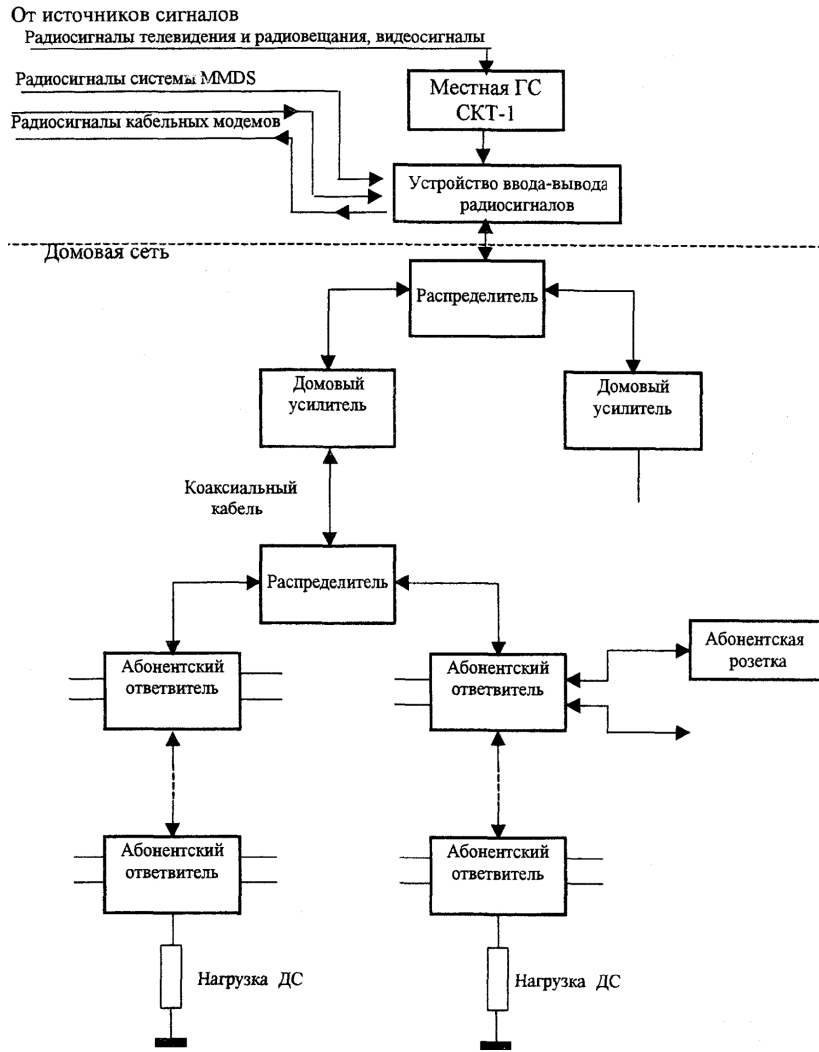 От источников сигналов
Радиосигналы телевидения и радиовещания, видеосигналы
Радиосигналы системы MMDS
Радиосигналы кабельных модемов
Местная ГС
СКТ-1
Устройство ввода-вывода
радиосигналов
Домовая сеть
Распределитель
Домовый
усилитель
Домовый
усилитель
Коаксиальный
кабель
Распределитель
Абонентский
ответвитель
Абонентский
ответвитель
Абонентская
розетка
Абонентский
ответвитель
Абонентский
ответвитель
Нагрузка ДС
Нагрузка ДС